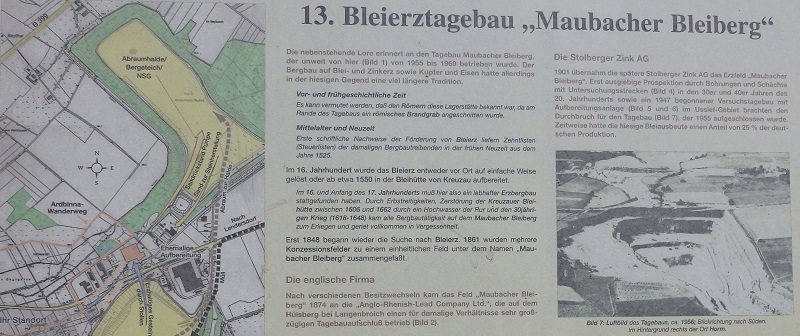 B 399
Abraumhalde/
Bergeteich/
NSG
Ardbinna-
Wanderweg
Ehemalige
Aufbereitung
Nach
Lendersdorf
Ihr Standort
13. Bleierztagebau „Maubacher Bleiberg“
Die nebenstehende Lore erinnert an den Tagebau Maubacher Bleiberg,
der unweit von hier (Bild 1) von 1955 bis 1969 betrieben wurde. Der
Bergbau auf Blei- und Zinkerz sowie Kupfer und Eisen hatte allerdings
in der hiesigen Gegend eine viel längere Tradition.
Vor- und frühgeschichtliche Zeit
Es kann vermutet werden, daß den Römern diese Lagerstätte bekannt war, da am
Rande des Tagebaus ein römisches Brandgrab angeschnitten wurde.
Mittelalter und Neuzeit
Erste schriftliche Nachweise der Förderung von Bleierz liefern Zehntlisten
(Steuerlisten) der damaligen Bergbautreibenden in der frühen Neuzeit aus dem
Jahre 1525.
Im 16. Jahrhundert wurde das Bleierz entweder vor Ort auf einfache Weise
gelöst oder ab etwa 1550 in der Bleihütte von Kreuzau aufbereitet.
Im 16. und Anfang des 17. Jahrhunderts muß hier also ein lebhafter Erzbergbau
stattgefunden haben. Durch Erbstreitigkeiten, Zerstörung der Kreuzauer Blei-
hütte zwischen 1606 und 1662 durch ein Hochwasser der Rur und den 30jähri-
gen Krieg (1618-1648) kam alle Bergbautätigkeit auf dem Maubacher Bleiberg
zum Erliegen und geriet vollkommen in Vergessenheit.
Erst 1848 begann wieder die Suche nach Bleierz. 1861 wurden mehrere
Konzessionsfelder zu einem einheitlichen Feld unter dem Namen „Mau-
bacher Bleiberg“ zusammengefaßt.
Die englische Firma
Nach verschiedenen Besitzwechseln kam das Feld „Maubacher Blei-
berg“ 1874 an die „Anglo-Rhenish-Lead Company Ltd.“, die auf dem
Hülsberg bei Langenbroich einen für damalige Verhältnisse sehr groß-
zügigen Tagebauaufschluß betrieb (Bild 2).
Die Stolberger Zink AG
1901 übernahm die spätere Stolberger Zink AG das Erzfeld „Maubacher
Bleiberg“. Erst ausgiebige Prospektion durch Bohrungen und Schächte
mit Untersuchungsstrecken (Bild 4) in den 30er und 40er Jahren des
20. Jahrhunderts sowie ein 1947 begonnener Versuchstagebau mit
Aufbereitungsanlage (Bild 5 und 6) im Ussief-Gebiet brachten den
Durchbruch für den Tagebau (Bild 7), der 1955 aufgeschlossen wurde.
Zeitweise hatte die hiesige Bleiausbeute einen Anteil von 25 % der deut-
schen Produktion.
Bild 7: Luftbild des Tagebaus, ca. 1956; Blickrichtung nach Süden.
Im Hintergrund rechts der Ort Horm.